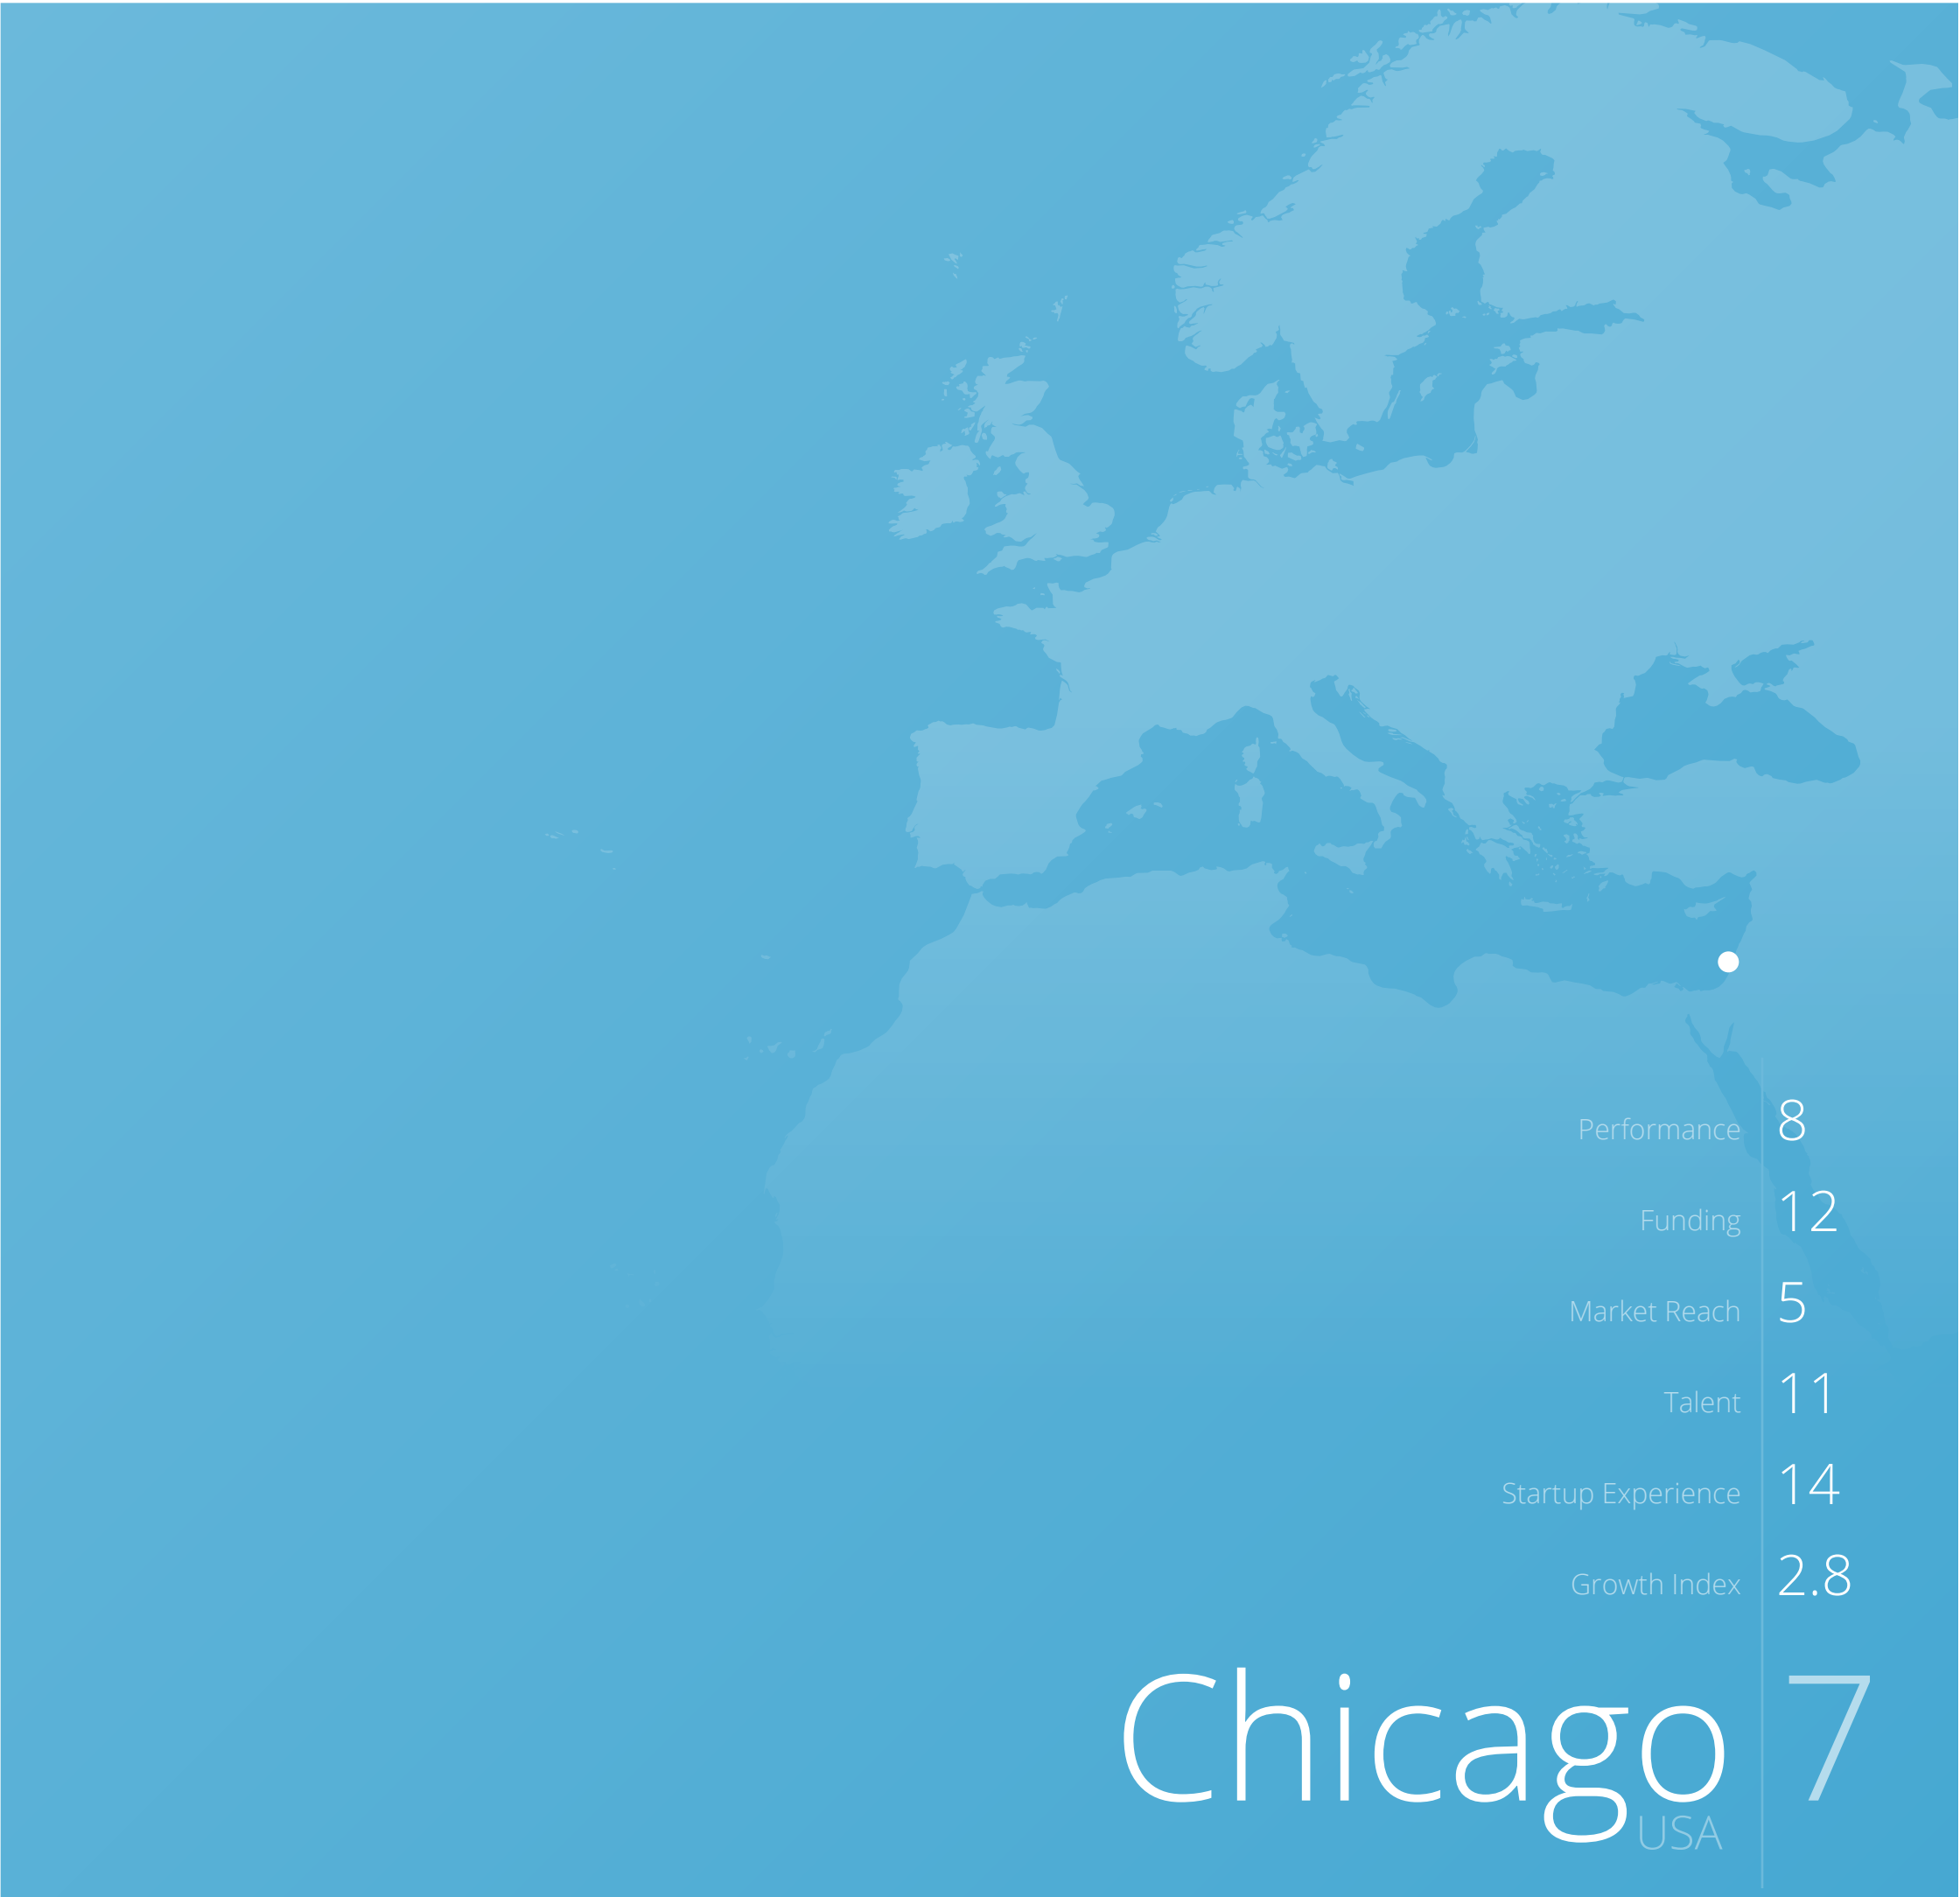 Performance 8
Funding 12
Market Reach 5
Talent 11
Startup Experience 14
Growth Index 2.8
Chicago 7
USA